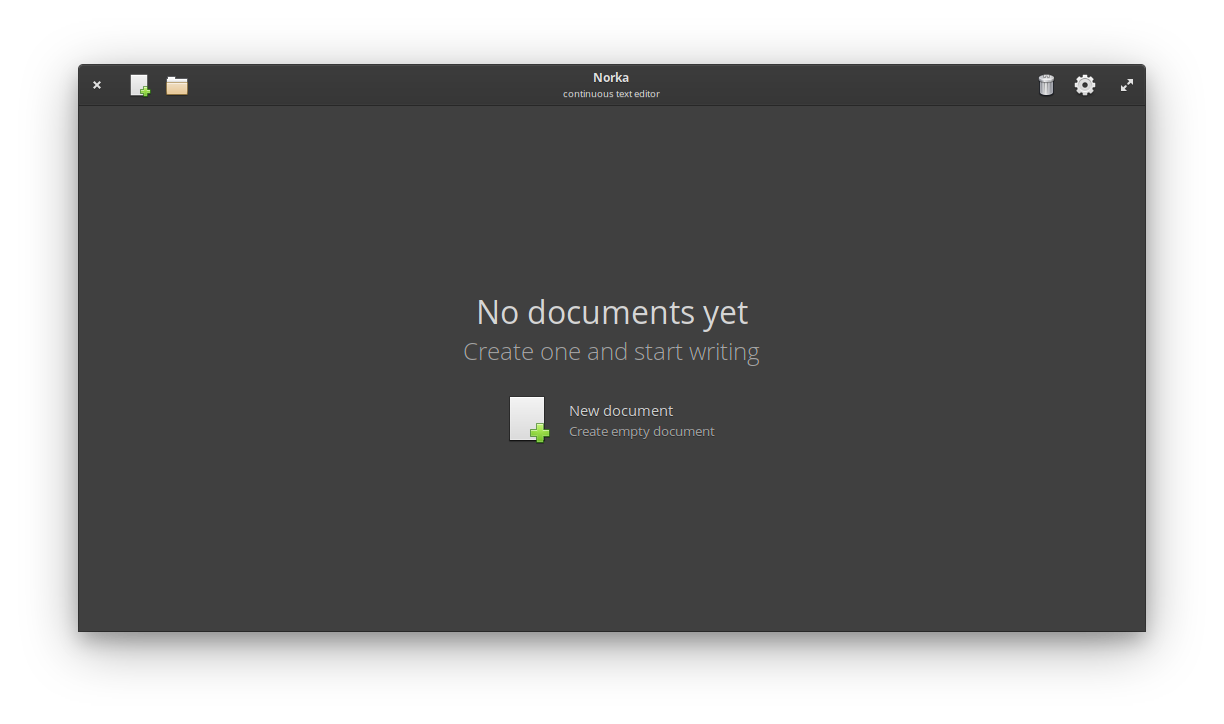 Norka
continuous text editor
No documents yet
Create one and start writing
New document
Create empty document